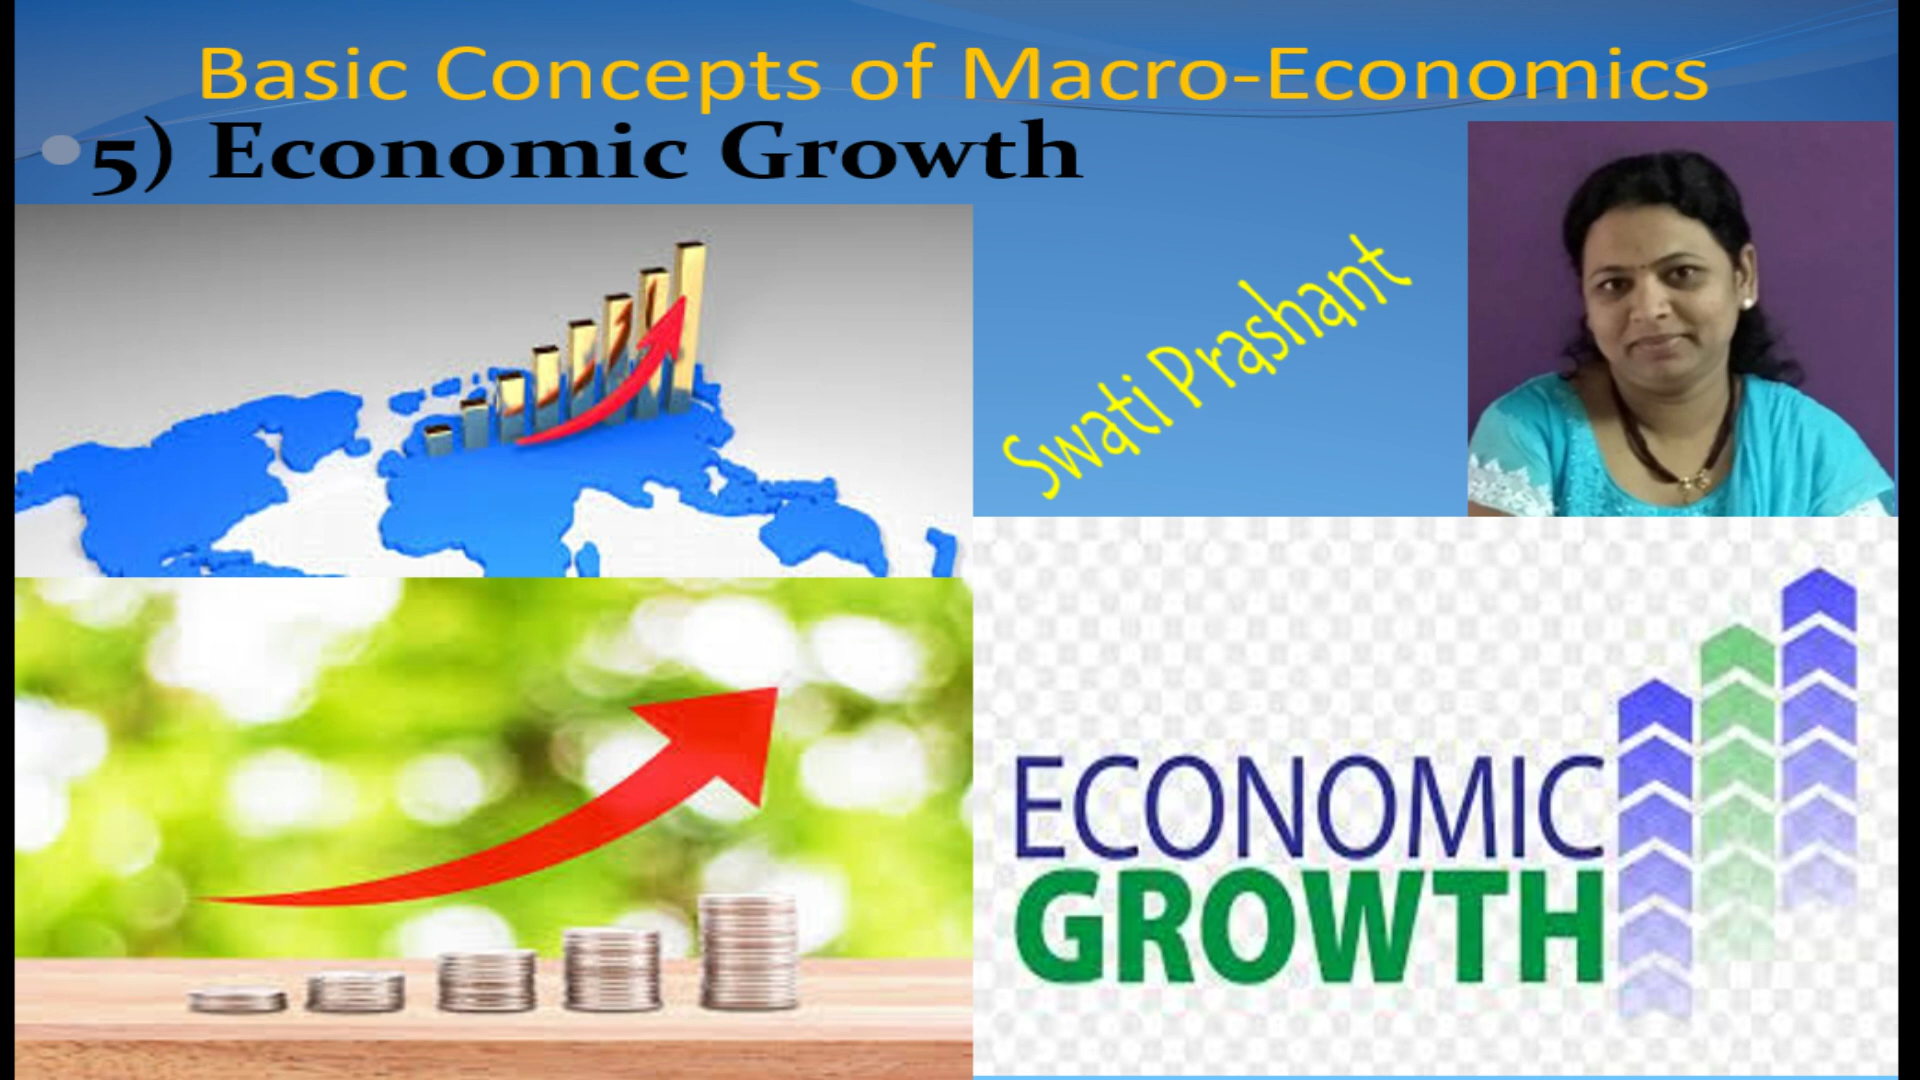 Basic Concepts of Macro-Economics
5) Economic Growth
Swati Prashant
ECONOMIC
GROWTH